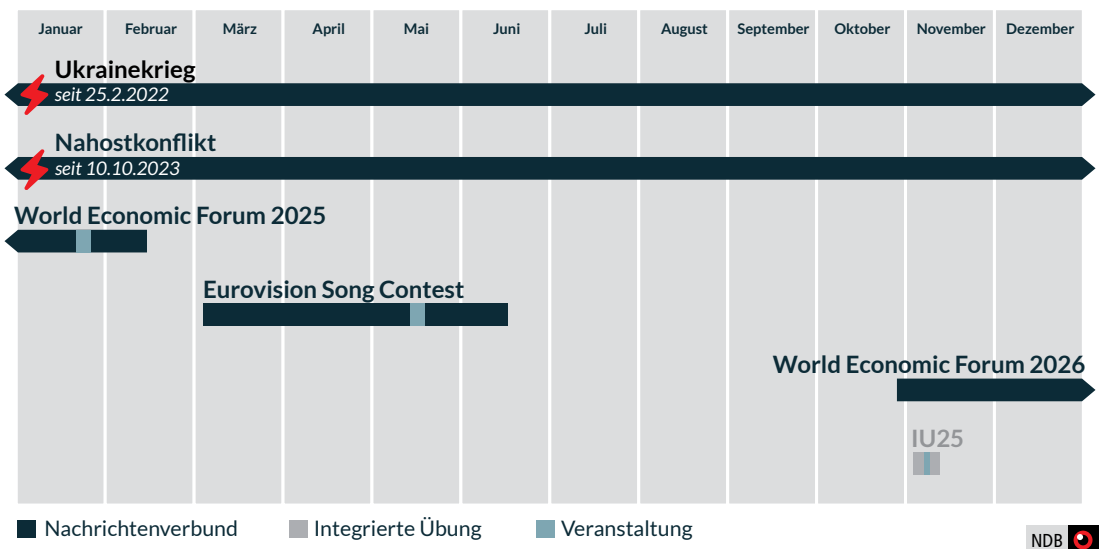 Januar Februar März April Mai Juni Juli August September Oktober November Dezember
Ukrainekrieg
seit 25.2.2022
Nahostkonflikt
seit 10.10.2023
World Economic Forum 2025
Eurovision Song Contest
World Economic Forum 2026
IU25
Nachrichtenverbund Integrierte Übung Veranstaltung
NDB